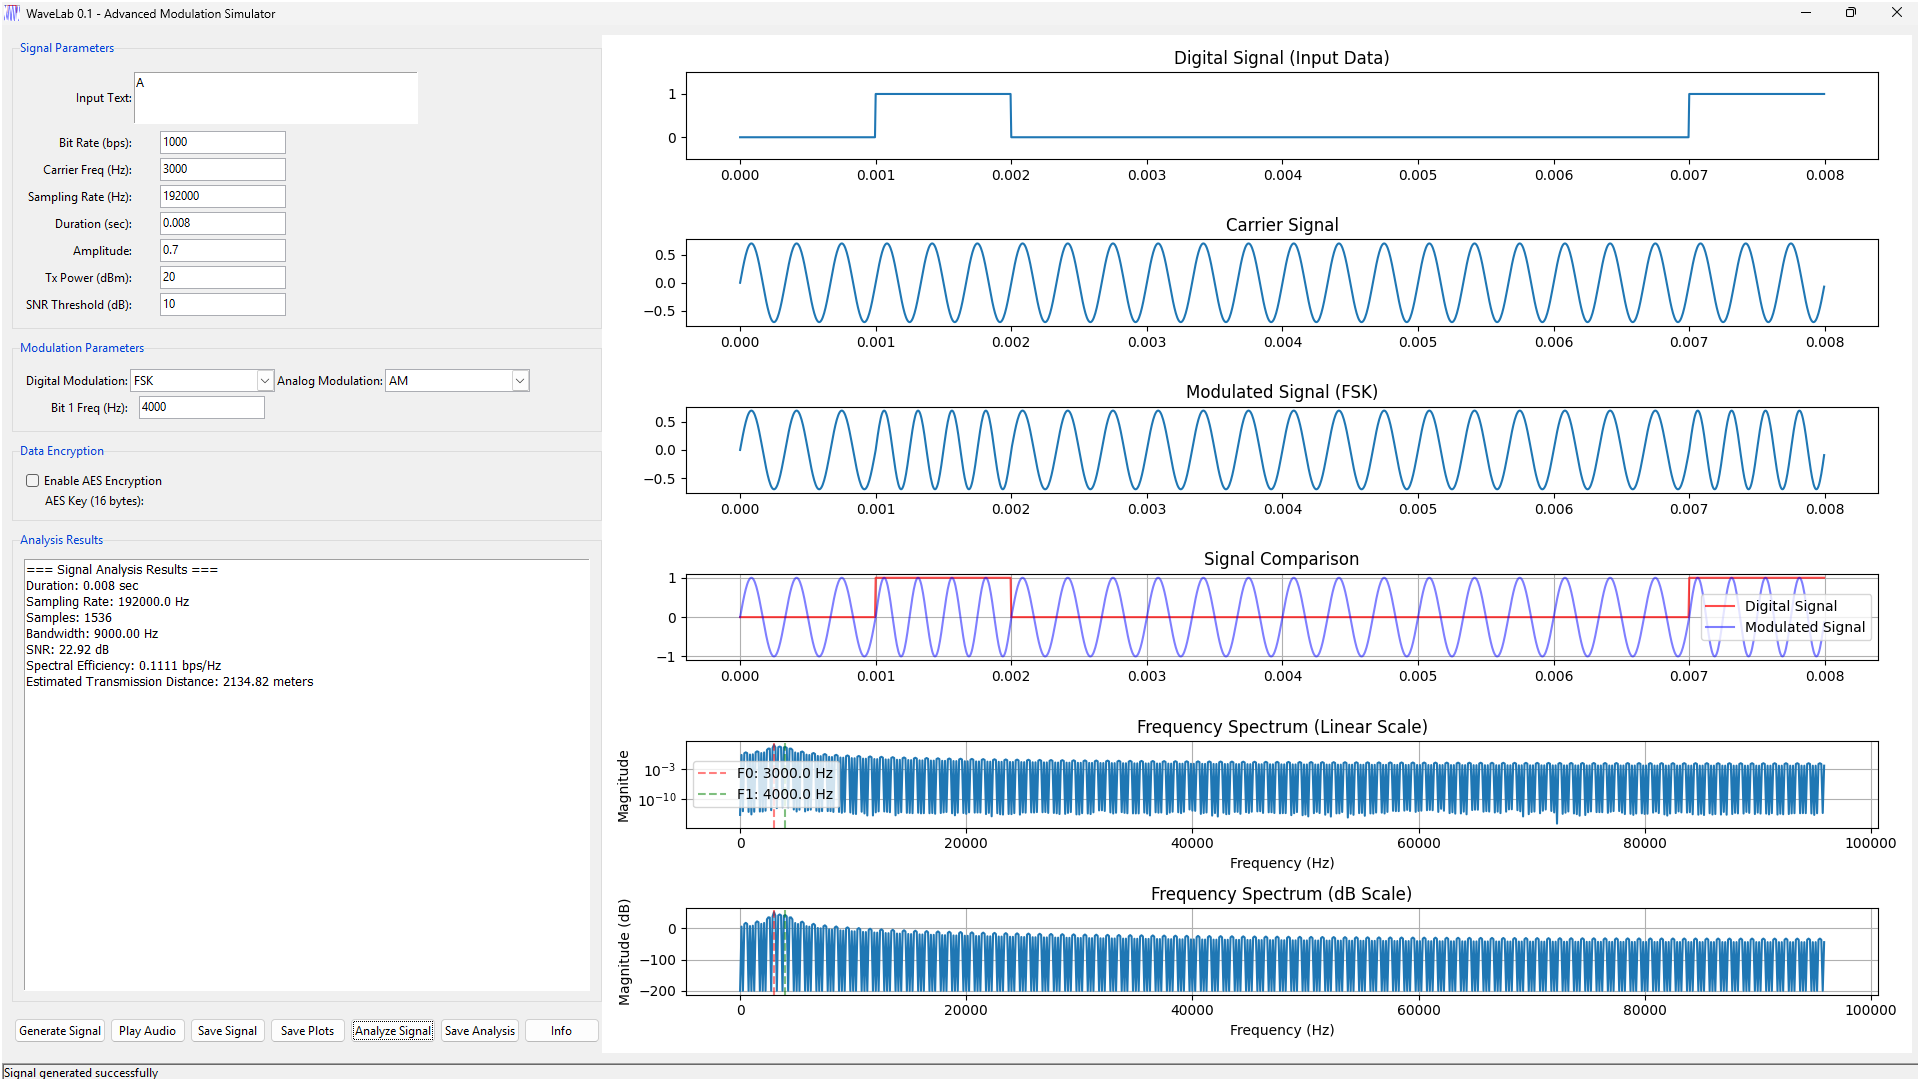 WaveLab 0.1 - Advanced Modulation Simulator
Signal Parameters
Input Text: A
Bit Rate (bps): 1000
Carrier Freq (Hz): 3000
Sampling Rate (Hz): 192000
Duration (sec): 0.008
Amplitude: 0.7
Tx Power (dBm): 20
SNR Threshold (dB): 10
Modulation Parameters
Digital Modulation: FSK Analog Modulation: AM
Bit 1 Freq (Hz): 4000
Data Encryption
Enable AES Encryption
AES Key (16 bytes):
Analysis Results
=== Signal Analysis Results ===
Duration: 0.008 sec
Sampling Rate: 192000.0 Hz
Samples: 1536
Bandwidth: 9000.00 Hz
SNR: 22.92 dB
Spectral Efficiency: 0.1111 bps/Hz
Estimated Transmission Distance: 2134.82 meters
Generate Signal Play Audio Save Signal Save Plots Analyze Signal Save Analysis Info
Signal generated successfully
Digital Signal (Input Data)
1
0
0.000 0.001 0.002 0.003 0.004 0.005 0.006 0.007 0.008
Carrier Signal
0.5
0.0
−0.5
0.000 0.001 0.002 0.003 0.004 0.005 0.006 0.007 0.008
Modulated Signal (FSK)
0.5
0.0
−0.5
0.000 0.001 0.002 0.003 0.004 0.005 0.006 0.007 0.008
Signal Comparison
1
0
−1
Digital Signal
Modulated Signal
0.000 0.001 0.002 0.003 0.004 0.005 0.006 0.007 0.008
Frequency Spectrum (Linear Scale)
Magnitude
10⁻³
10⁻¹⁰
F0: 3000.0 Hz
F1: 4000.0 Hz
0 20000 40000 60000 80000 100000
Frequency (Hz)
Frequency Spectrum (dB Scale)
Magnitude (dB)
0
−100
−200
0 20000 40000 60000 80000 100000
Frequency (Hz)